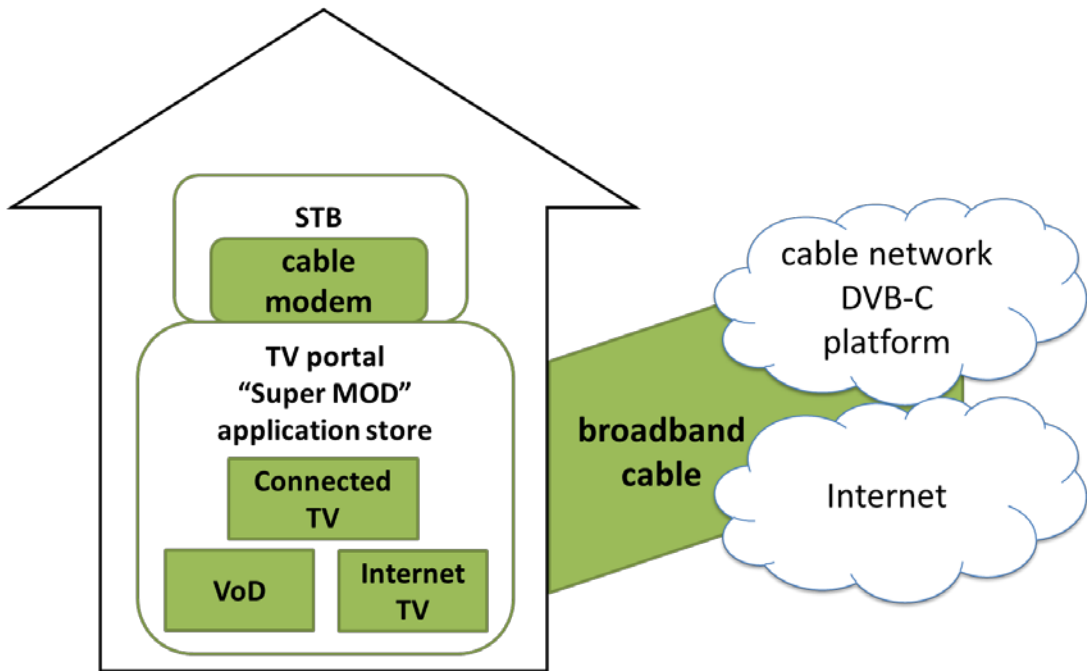 STB
cable
modem
TV portal
“Super MOD”
application store
Connected
TV
VoD
Internet
TV
broadband
cable
cable network
DVB-C
platform
Internet